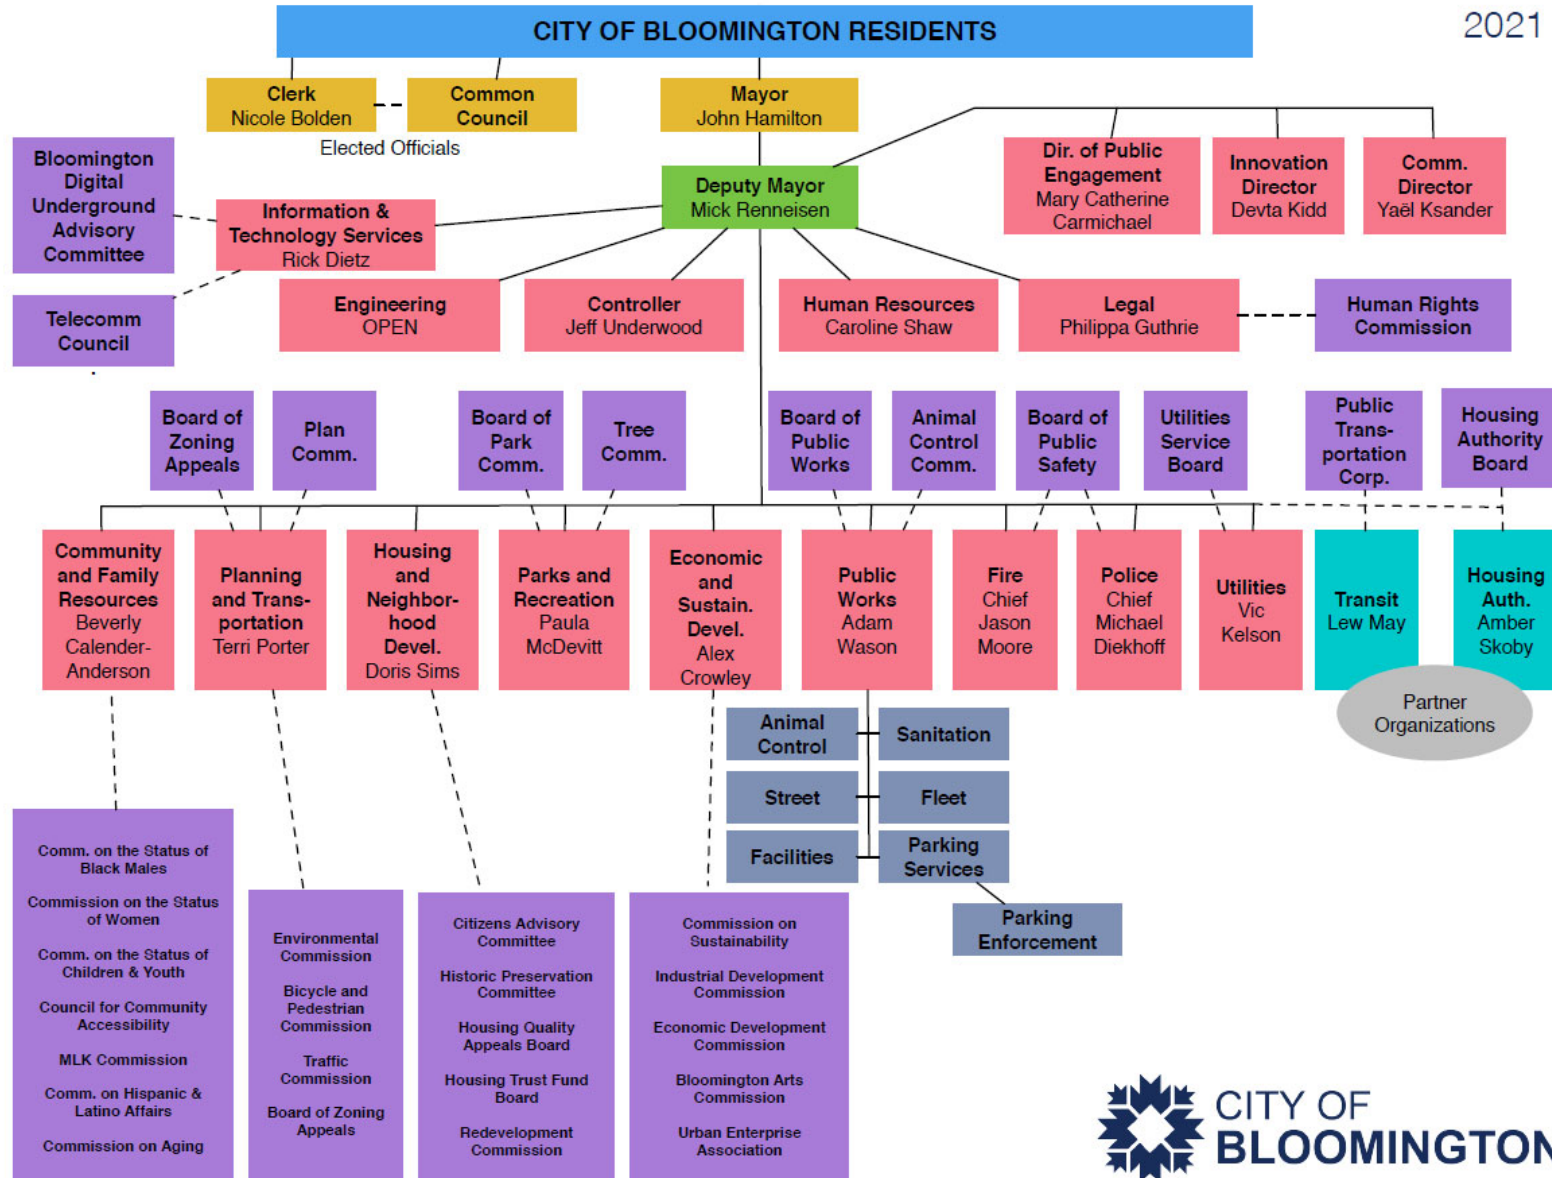 CITY OF BLOOMINGTON RESIDENTS
2021
Clerk
Nicole Bolden
Common
Council
Mayor
John Hamilton
Elected Officials
Bloomington
Digital
Underground
Advisory
Committee
Information &
Technology Services
Rick Dietz
Deputy Mayor
Mick Renneisen
Dir. of Public
Engagement
Mary Catherine
Carmichael
Innovation
Director
Devta Kidd
Comm.
Director
Yaël Ksander
Telecomm
Council
.
Engineering
OPEN
Controller
Jeff Underwood
Human Resources
Caroline Shaw
Legal
Philippa Guthrie
Human Rights
Commission
Board of
Zoning
Appeals
Plan
Comm.
Board of
Park
Comm.
Tree
Comm.
Board of
Public
Works
Animal
Control
Comm.
Board of
Public
Safety
Utilities
Service
Board
Public
Trans-
portation
Corp.
Housing
Authority
Board
Community
and Family
Resources
Beverly
Calender-
Anderson
Planning
and Trans-
portation
Terri Porter
Housing
and
Neighbor-
hood
Devel.
Doris Sims
Parks and
Recreation
Paula
McDevitt
Economic
and
Sustain.
Devel.
Alex
Crowley
Public
Works
Adam
Wason
Fire
Chief
Jason
Moore
Police
Chief
Michael
Diekhoff
Utilities
Vic
Kelson
Transit
Lew May
Housing
Auth.
Amber
Skoby
Partner
Organizations
Animal
Control
Sanitation
Street
Fleet
Facilities
Parking
Services
Parking
Enforcement
Comm. on the Status of
Black Males
Commission on the Status
of Women
Comm. on the Status of
Children & Youth
Council for Community
Accessibility
MLK Commission
Comm. on Hispanic &
Latino Affairs
Commission on Aging
Environmental
Commission
Bicycle and
Pedestrian
Commission
Traffic
Commission
Board of Zoning
Appeals
Citizens Advisory
Committee
Historic Preservation
Committee
Housing Quality
Appeals Board
Housing Trust Fund
Board
Redevelopment
Commission
Commission on
Sustainability
Industrial Development
Commission
Economic Development
Commission
Bloomington Arts
Commission
Urban Enterprise
Association
CITY OF
BLOOMINGTON